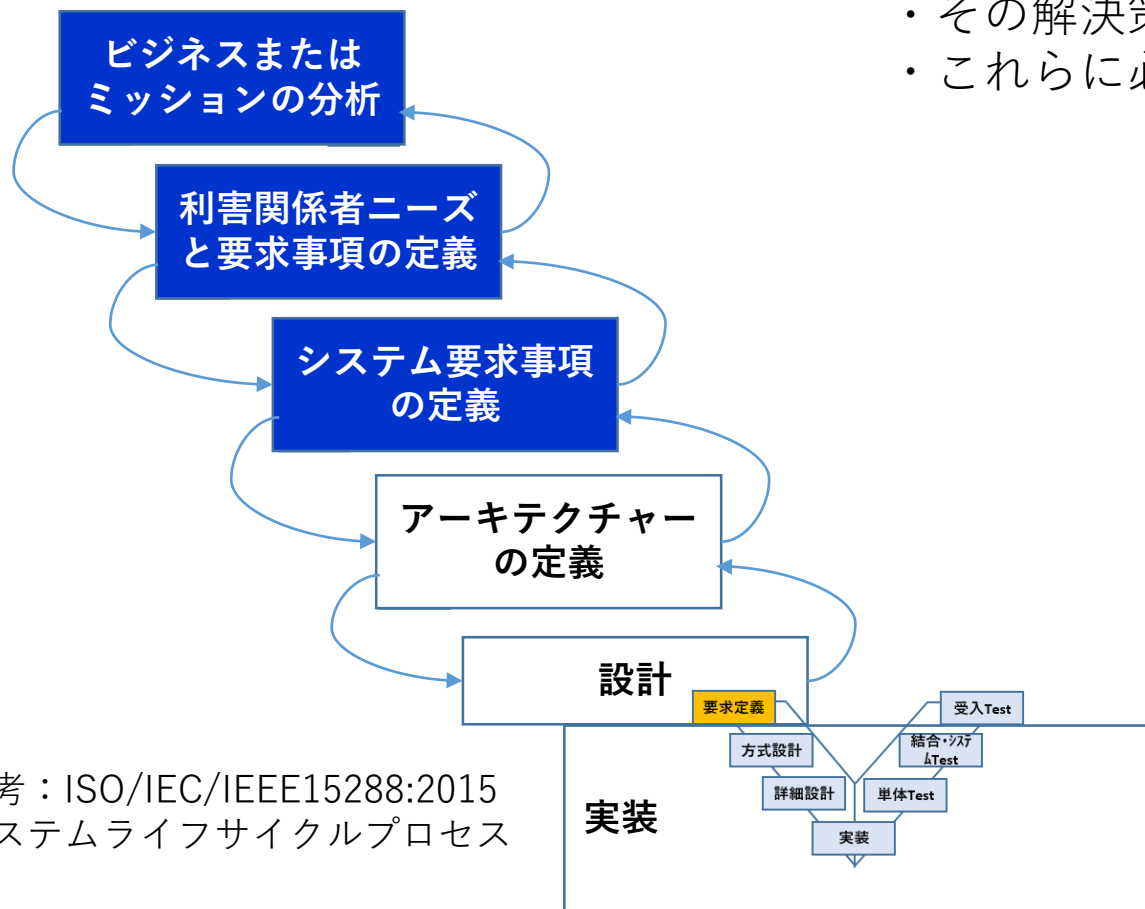 ・その解決策
・これらに必
ビジネスまたは
ミッションの分析
利害関係者ニーズ
と要求事項の定義
システム要求事項
の定義
アーキテクチャー
の定義
設計
要求定義
受入Test
方式設計
結合・ｼｽﾃ
ﾑTest
詳細設計
単体Test
実装
実装
考：ISO/IEC/IEEE15288:2015
ステムライフサイクルプロセス